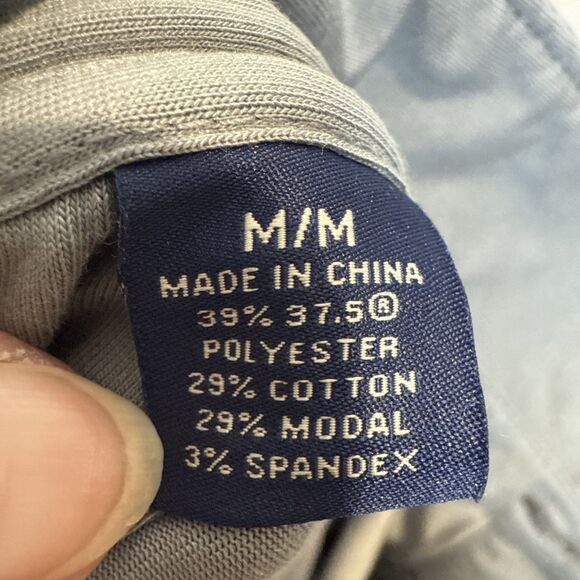 M/M
MADE IN CHINA
39% 37.5®
POLYESTER
29% COTTON
29% MODAL
3% SPANDEX